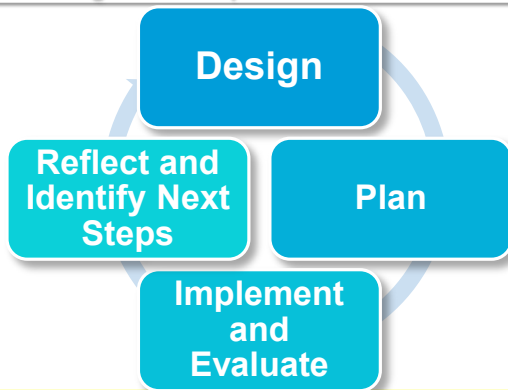 Design
Plan
Implement
and
Evaluate
Reflect and
Identify Next
Steps